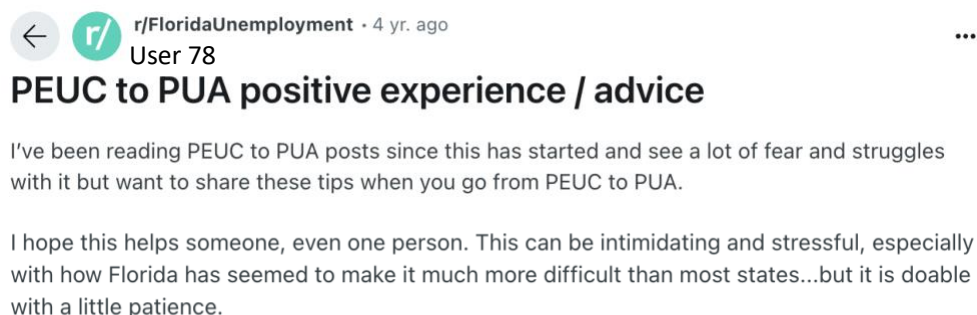 r/FloridaUnemployment • 4 yr. ago
r/
User 78
PEUC to PUA positive experience / advice
I've been reading PEUC to PUA posts since this has started and see a lot of fear and struggles
with it but want to share these tips when you go from PEUC to PUA.
I hope this helps someone, even one person. This can be intimidating and stressful, especially
with how Florida has seemed to make it much more difficult than most states...but it is doable
with a little patience.